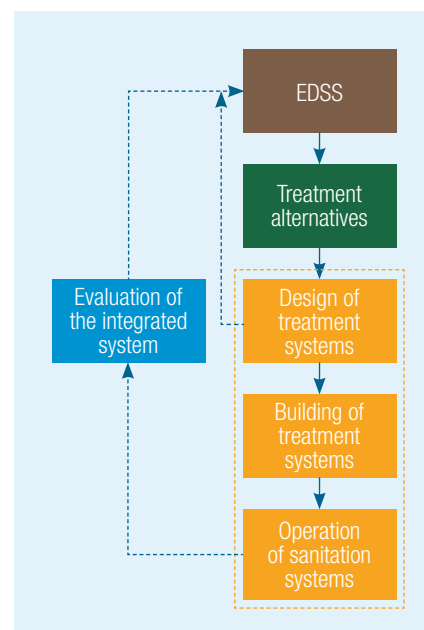 EDSS
Treatment
alternatives
Evaluation of
the integrated
system
Design of
treatment
systems
Building of
treatment
systems
Operation
of sanitation
systems